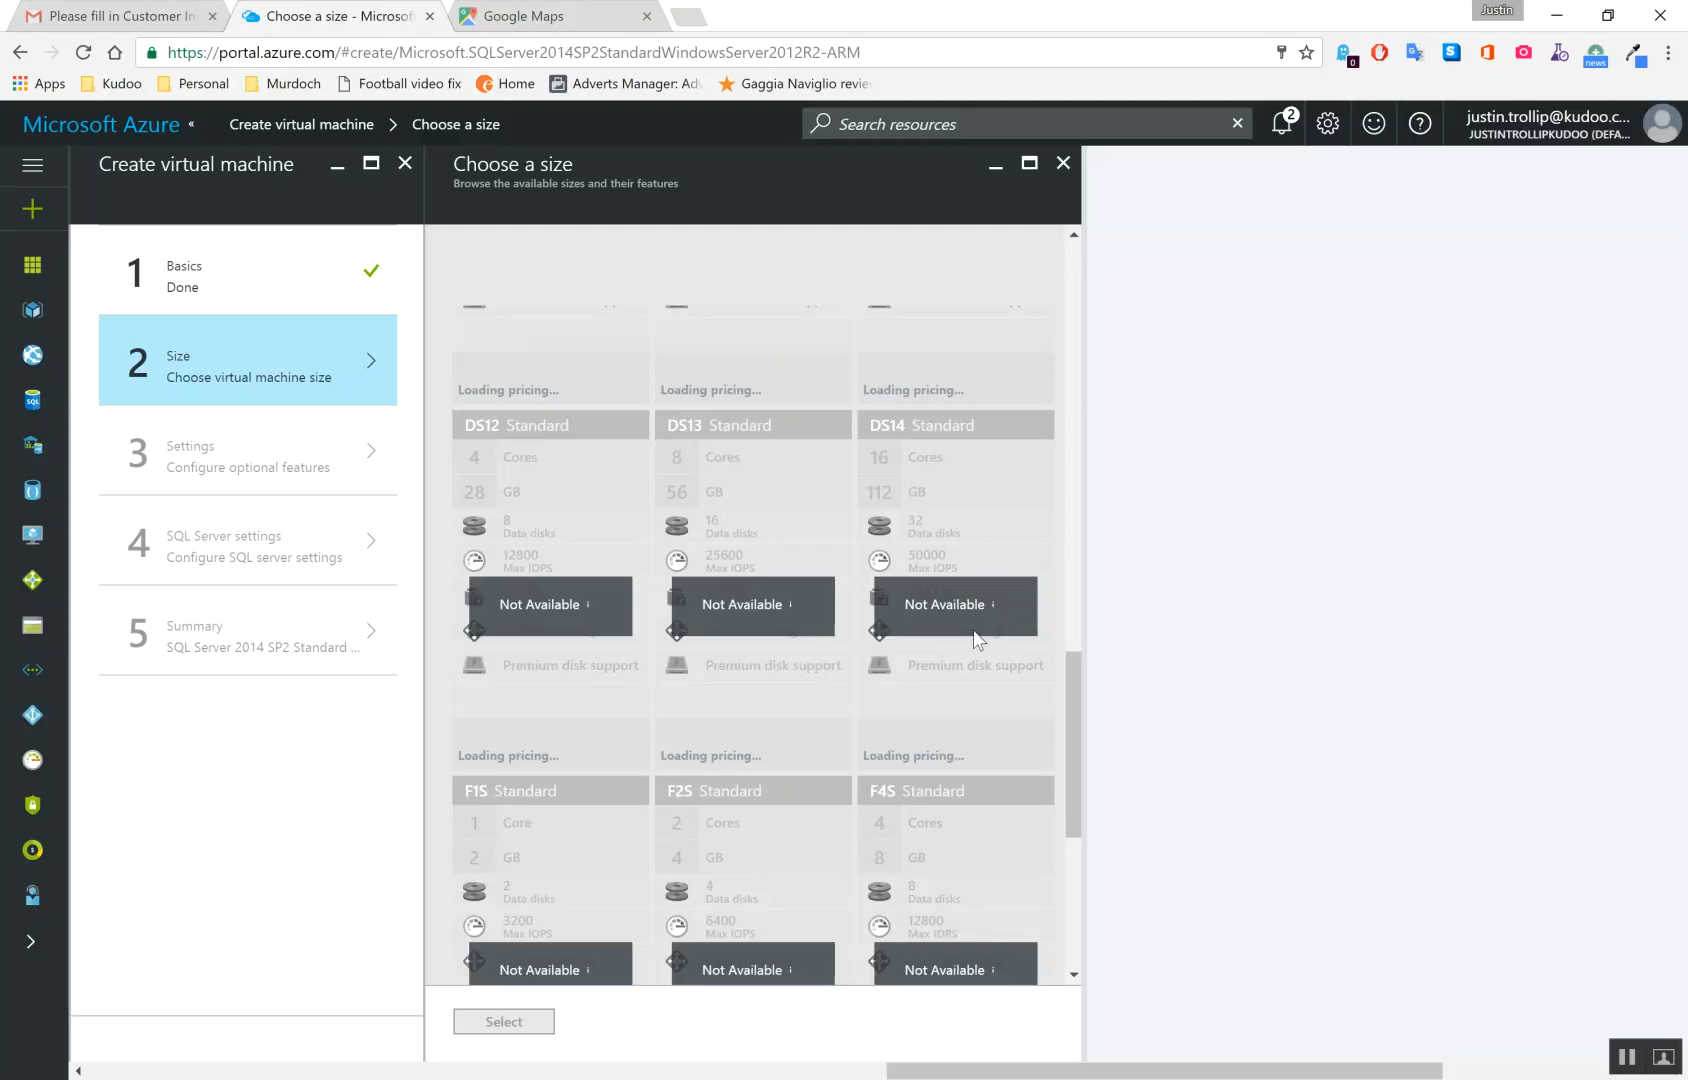 Please fill in Customer In
Choose a size - Microsof
Google Maps
Justin
https://portal.azure.com/#create/Microsoft.SQLServer2014SP2StandardWindowsServer2012R2-ARM
0
news
Apps
Kudoo
Personal
Murdoch
Football video fix
Home
Adverts Manager: Ad
Gaggia Naviglio revie
Microsoft Azure «
Create virtual machine > Choose a size
Search resources
2
justin.trollip@kudoo.c...
JUSTINTROLLIPKUDOO (DEFA...
Create virtual machine
Choose a size
Browse the available sizes and their features
1 Basics
Done
2 Size
Choose virtual machine size
3 Settings
Configure optional features
4 SQL Server settings
Configure SQL server settings
5 Summary
SQL Server 2014 SP2 Standard ...
SQL
Loading pricing... Loading pricing... Loading pricing...
DS12 Standard DS13 Standard DS14 Standard
4 Cores 8 Cores 16 Cores
28 GB 56 GB 112 GB
8 16 32
Data disks Data disks Data disks
12800 25600 50000
Max IOPS Max IOPS Max IOPS
Not Available i Not Available i Not Available i
Premium disk support Premium disk support Premium disk support
Loading pricing... Loading pricing... Loading pricing...
F1S Standard F2S Standard F4S Standard
1 Core 2 Cores 4 Cores
2 GB 4 GB 8 GB
2 4 8
Data disks Data disks Data disks
3200 6400 12800
Max IOPS Max IOPS Max IOPS
Not Available i Not Available i Not Available i
Select